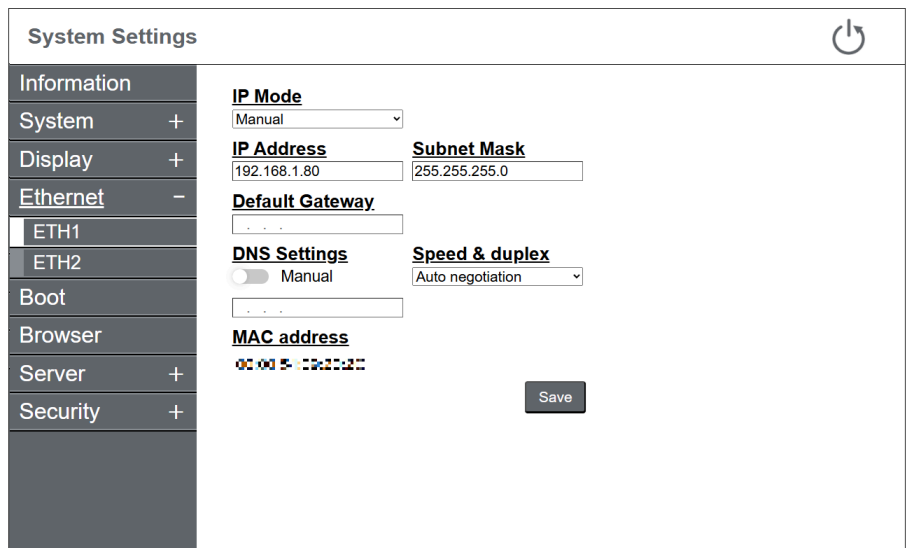 System Settings
Information
System +
Display +
Ethernet -
ETH1
ETH2
Boot
Browser
Server +
Security +
IP Mode
Manual
IP Address Subnet Mask
192.168.1.80 255.255.255.0
Default Gateway
. . .
DNS Settings Speed & duplex
Manual Auto negotiation
. . .
MAC address
Save